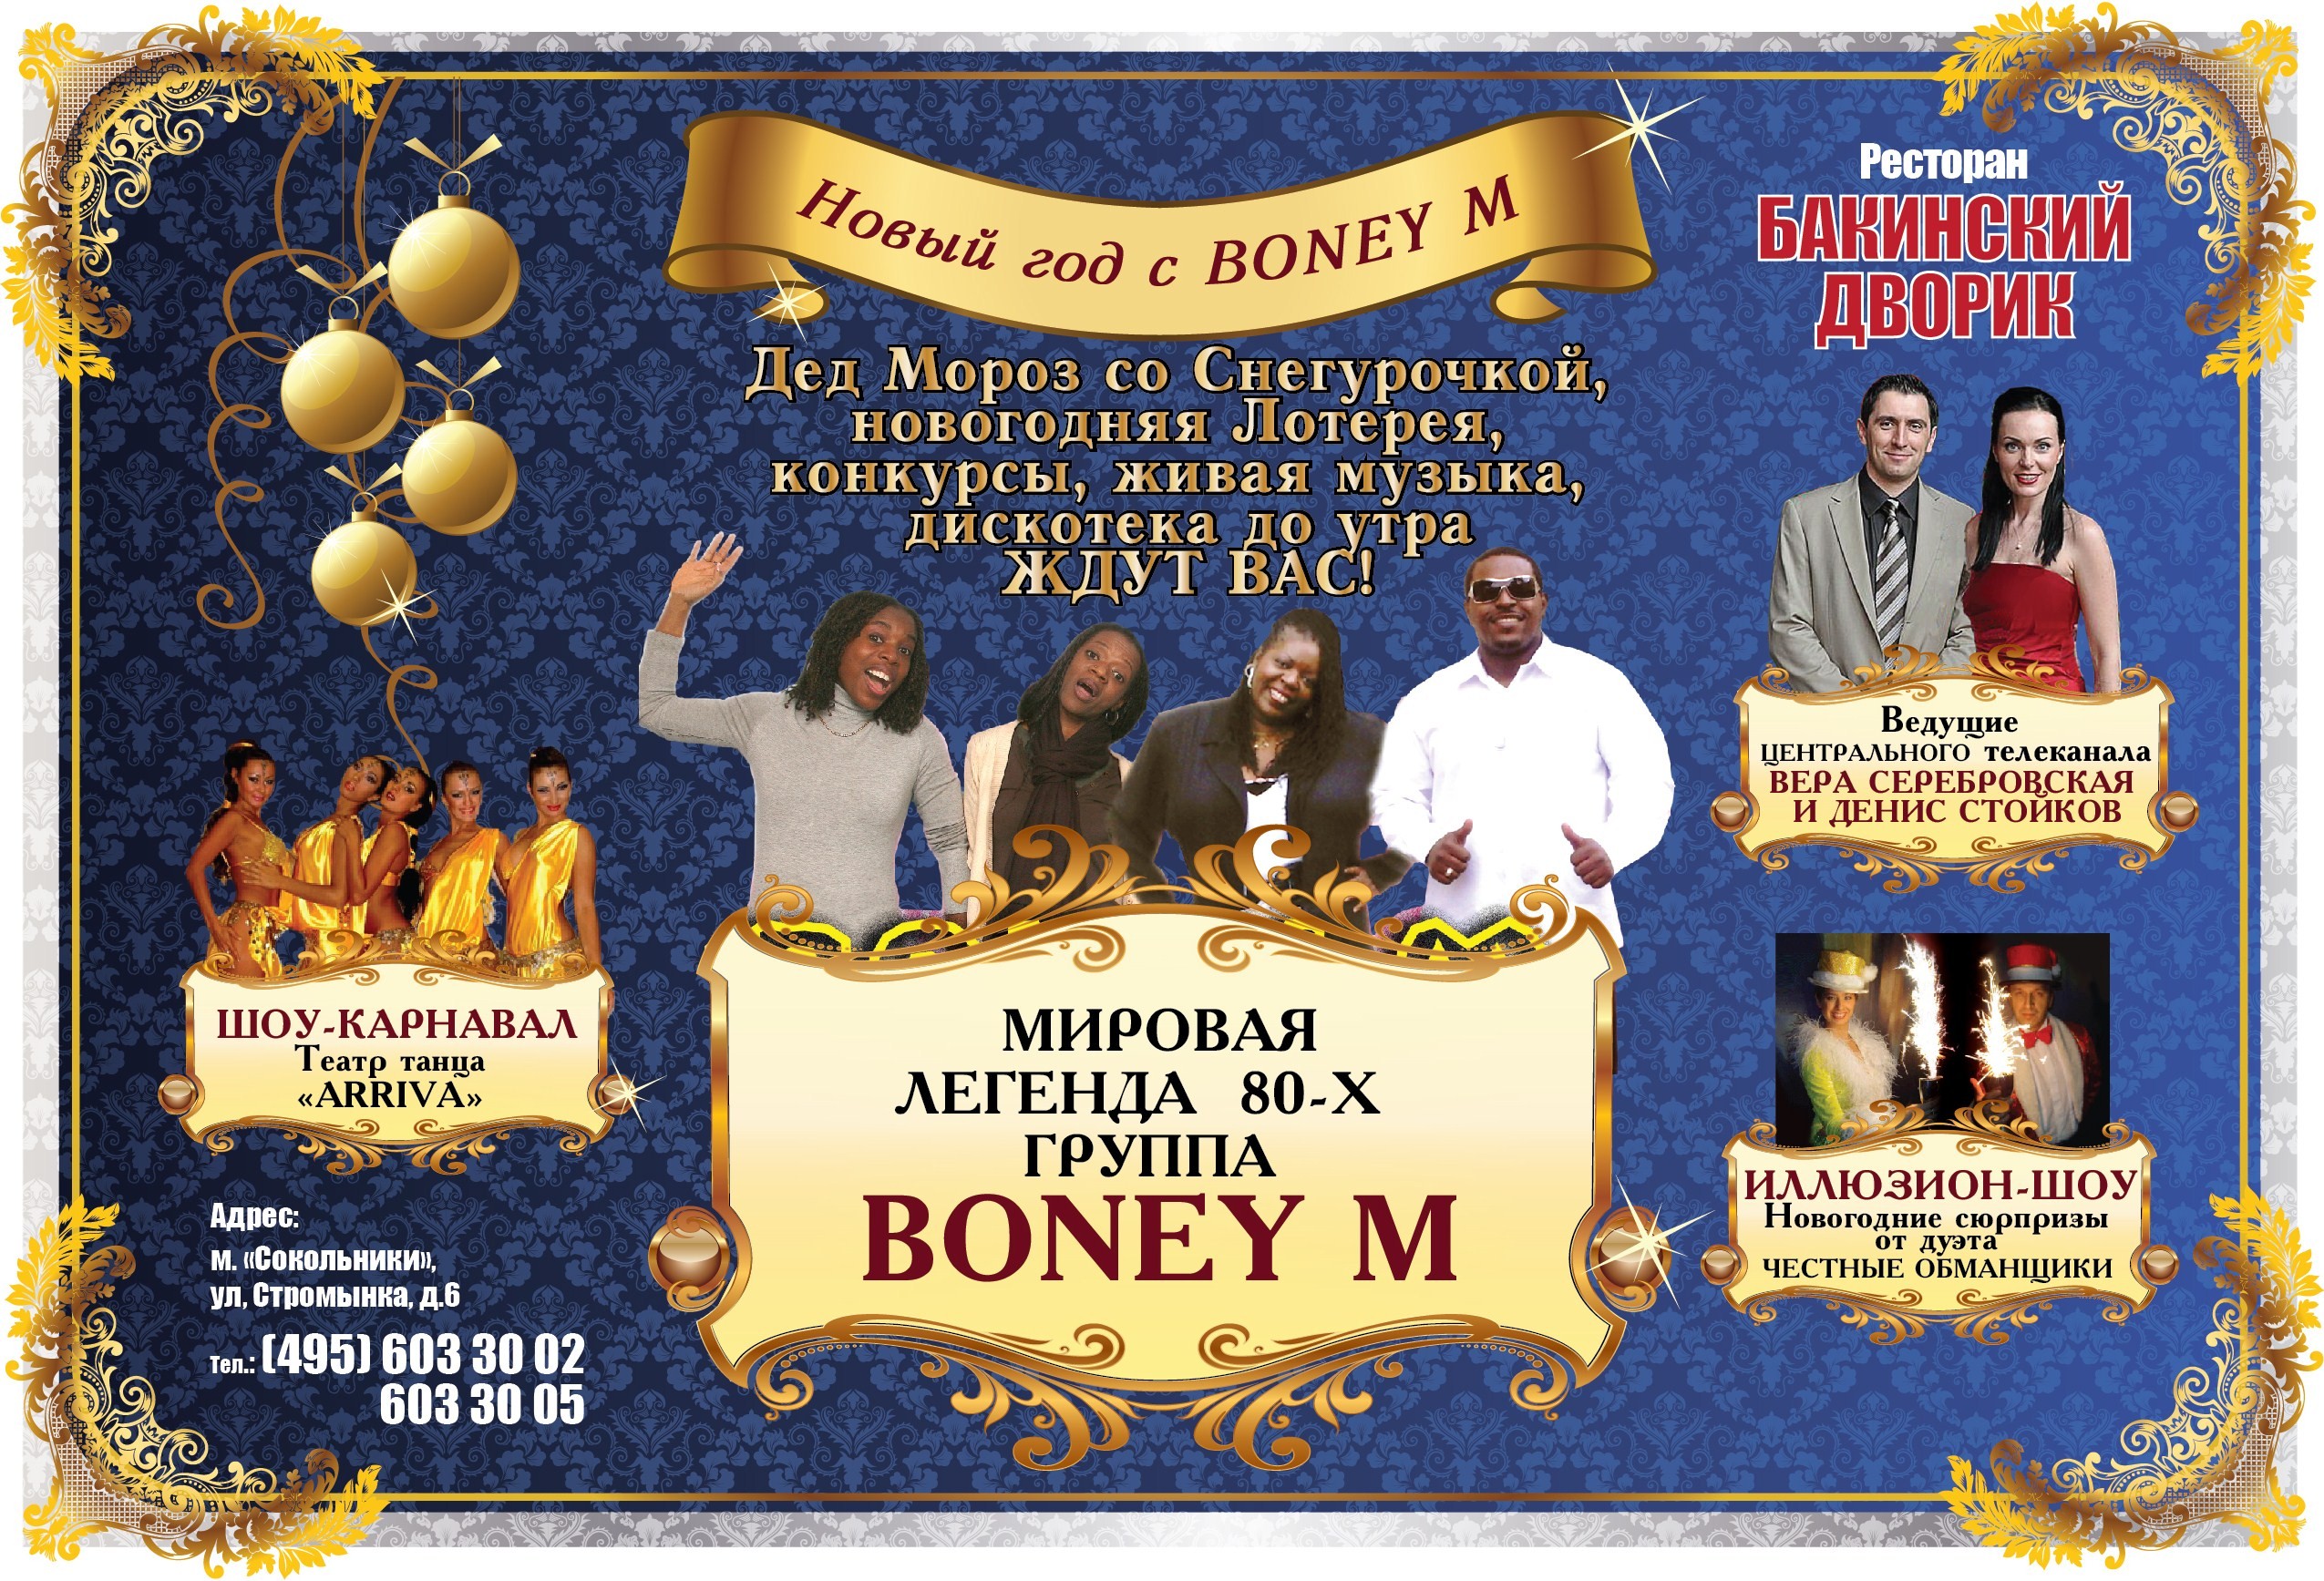 Новый год с BONEY M
Ресторан
БАКИНСКИЙ
ДВОРИК
Дед Мороз со Снегурочкой,
новогодняя Лотерея,
конкурсы, живая музыка,
дискотека до утра
ЖДУТ ВАС!
Ведущие
ЦЕНТРАЛЬНОГО телеканала
ВЕРА СЕРЕБРОВСКАЯ
И ДЕНИС СТОЙКОВ
ШОУ-КАРНАВАЛ
Театр танца
«ARRIVA»
МИРОВАЯ
ЛЕГЕНДА 80-Х
ГРУППА
BONEY M
ИЛЛЮЗИОН-ШОУ
Новогодние сюрпризы
от дуэта
ЧЕСТНЫЕ ОБМАНЩИКИ
Адрес:
м. «Сокольники»,
ул, Стромынка, д.6
Тел.: (495) 603 30 02
603 30 05